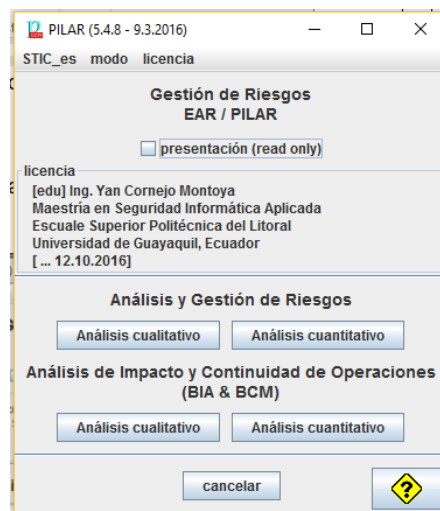 PILAR (5.4.8 - 9.3.2016)
STIC_es modo licencia
Gestión de Riesgos
EAR / PILAR
presentación (read only)
licencia
[edu] Ing. Yan Cornejo Montoya
Maestría en Seguridad Informática Aplicada
Escuale Superior Politécnica del Litoral
Universidad de Guayaquil, Ecuador
[ ... 12.10.2016]
Análisis y Gestión de Riesgos
Análisis cualitativo Análisis cuantitativo
Análisis de Impacto y Continuidad de Operaciones
(BIA & BCM)
Análisis cualitativo Análisis cuantitativo
cancelar ?